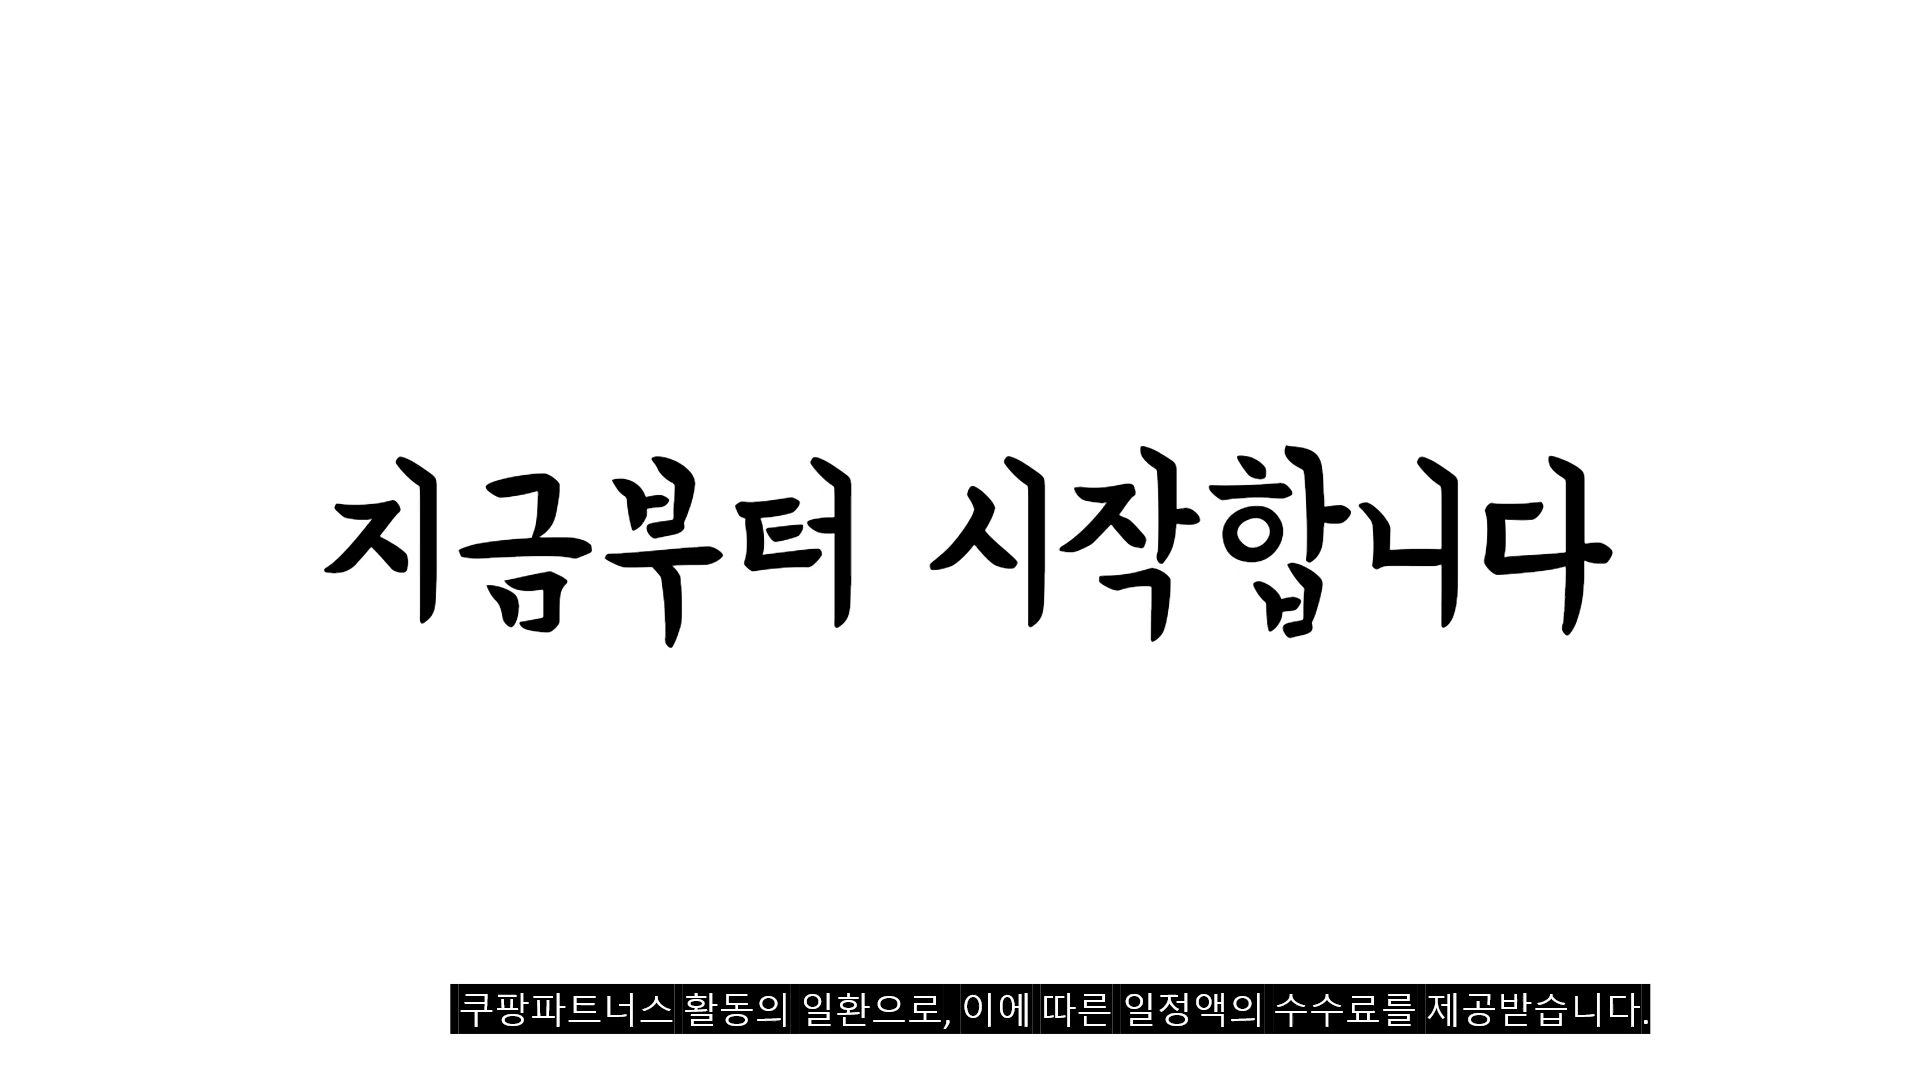 지금부터 시작합니다
쿠팡파트너스 활동의 일환으로, 이에 따른 일정액의 수수료를 제공받습니다.